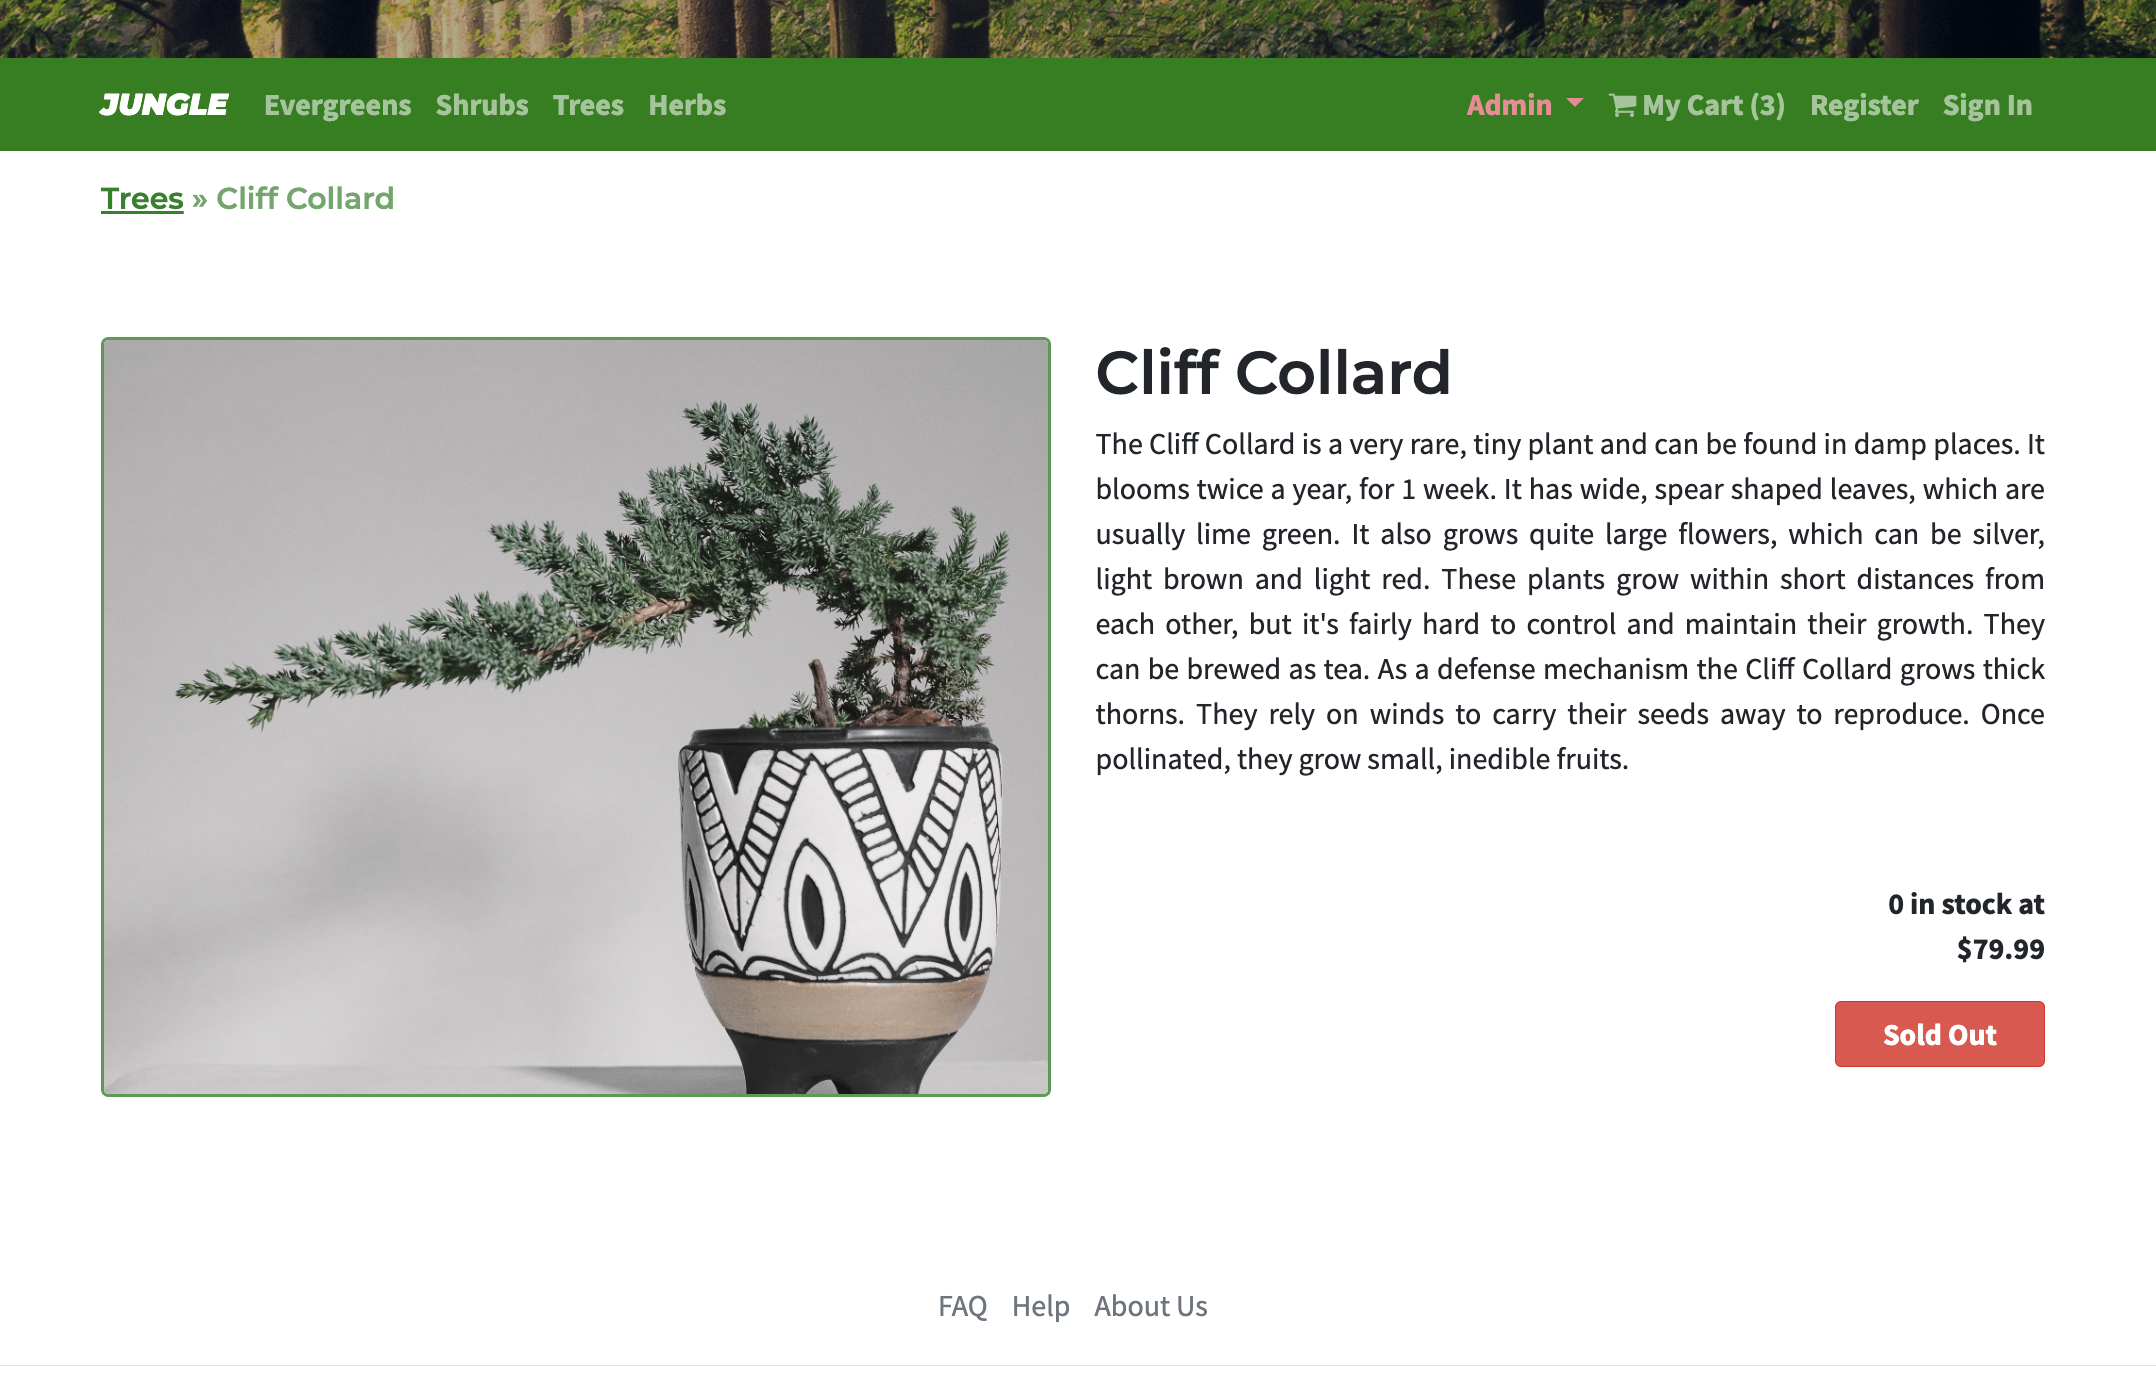 JUNGLE Evergreens Shrubs Trees Herbs Admin My Cart (3) Register Sign In
Trees » Cliff Collard
Cliff Collard
The Cliff Collard is a very rare, tiny plant and can be found in damp places. It
blooms twice a year, for 1 week. It has wide, spear shaped leaves, which are
usually lime green. It also grows quite large flowers, which can be silver,
light brown and light red. These plants grow within short distances from
each other, but it's fairly hard to control and maintain their growth. They
can be brewed as tea. As a defense mechanism the Cliff Collard grows thick
thorns. They rely on winds to carry their seeds away to reproduce. Once
pollinated, they grow small, inedible fruits.
0 in stock at
$79.99
Sold Out
FAQ Help About Us